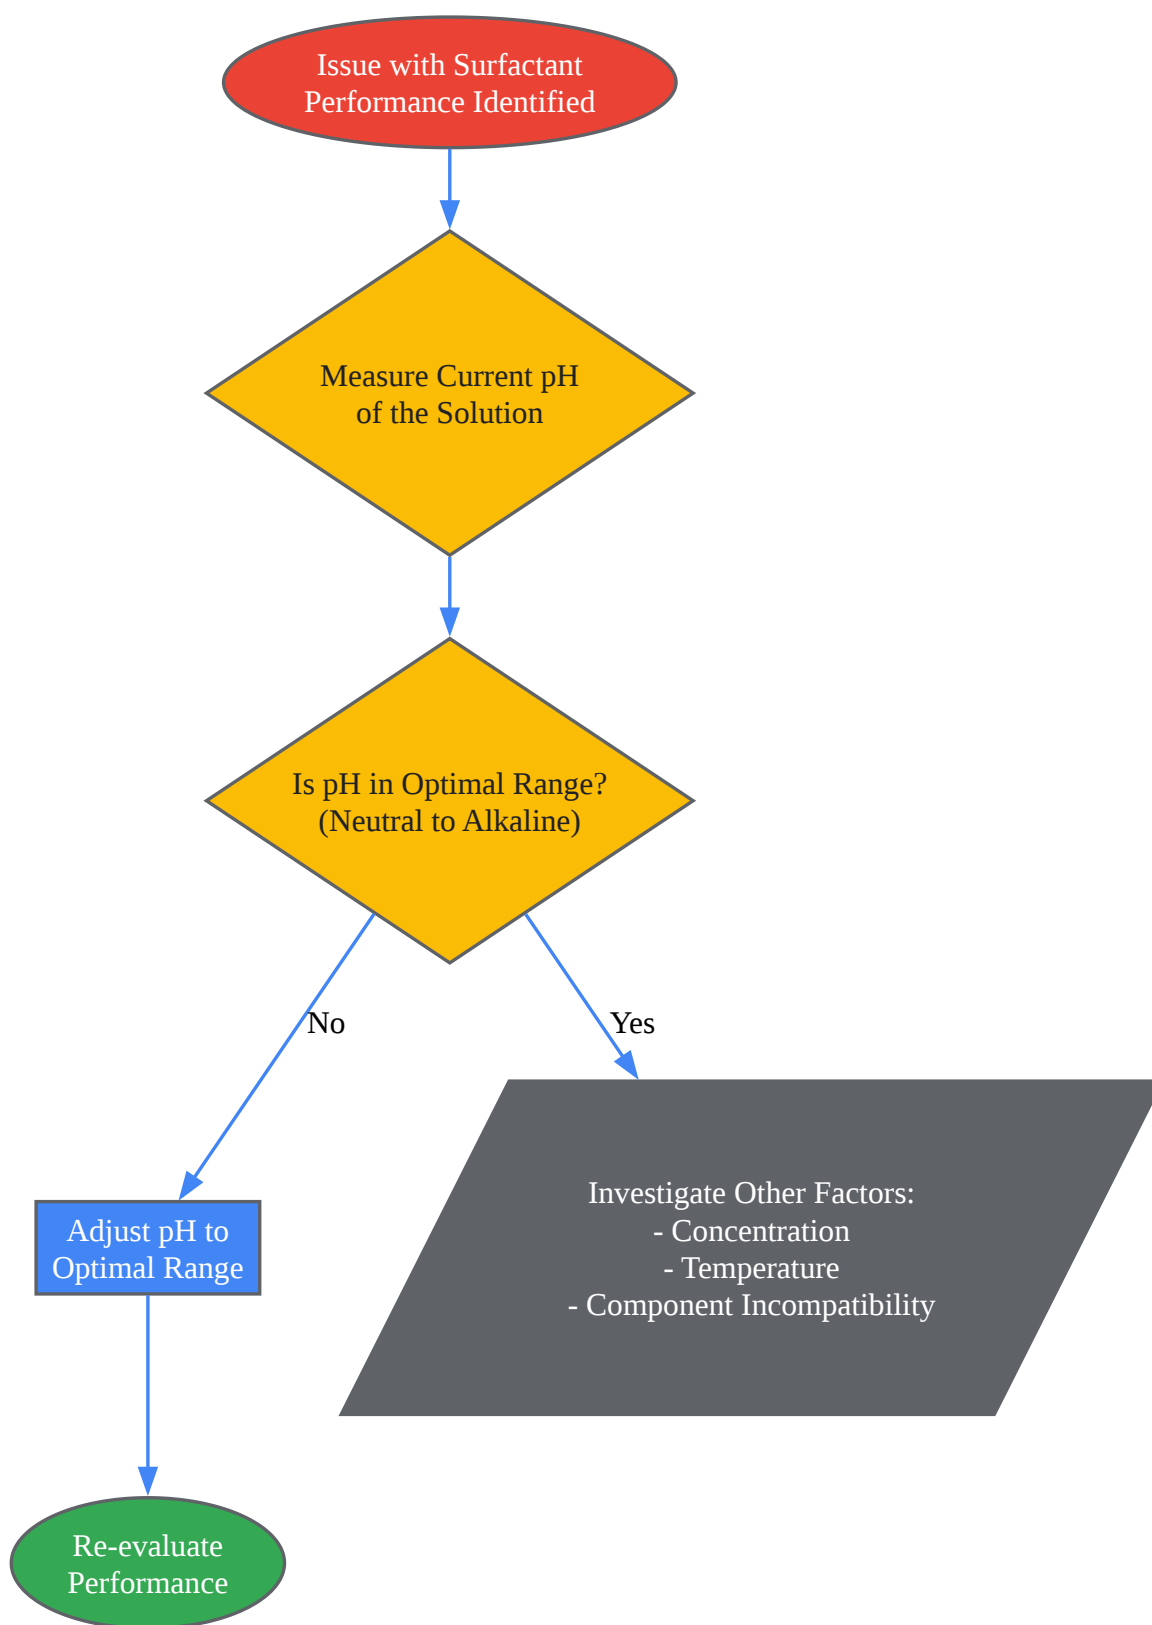 Issue with Surfactant
Performance Identified
Measure Current pH
of the Solution
Is pH in Optimal Range?
(Neutral to Alkaline)
No
Yes
Adjust pH to
Optimal Range
Investigate Other Factors:
- Concentration
- Temperature
- Component Incompatibility
Re-evaluate
Performance